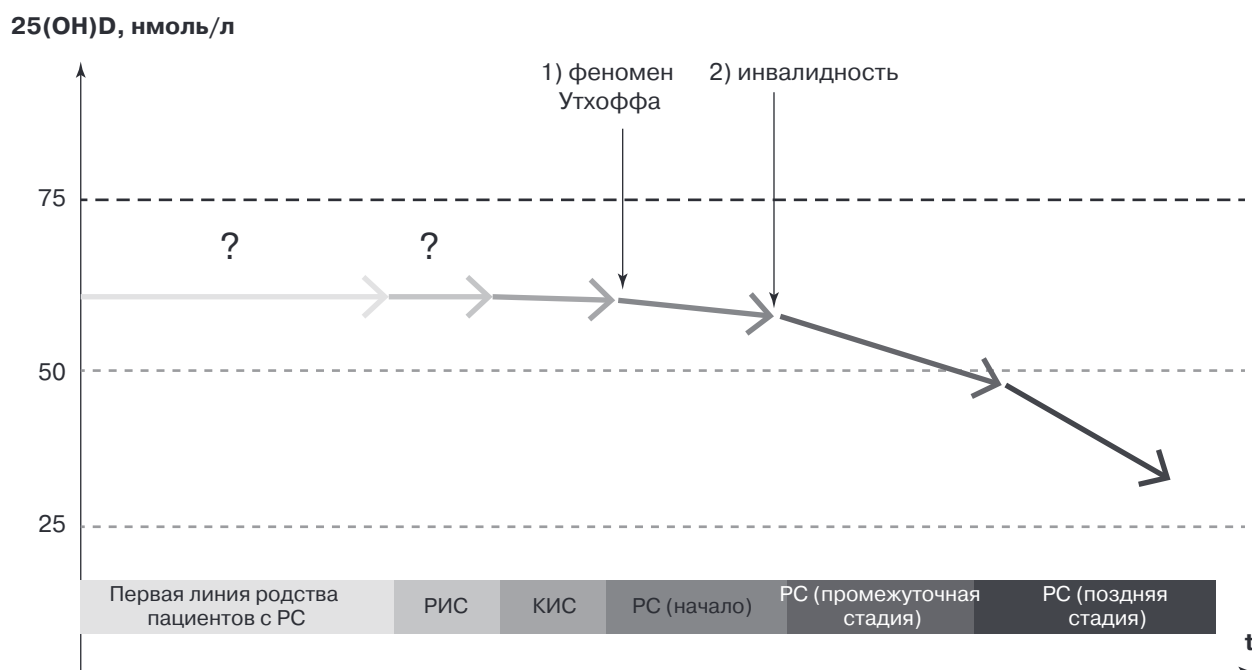 25(ОН)D, нмоль/л
1) феномен
Утхоффа
2) инвалидность
75
?
?
50
25
Первая линия родства
пациентов с РС
РИС
КИС
РС (начало)
РС (промежуточная
стадия)
РС (поздняя
стадия)
t